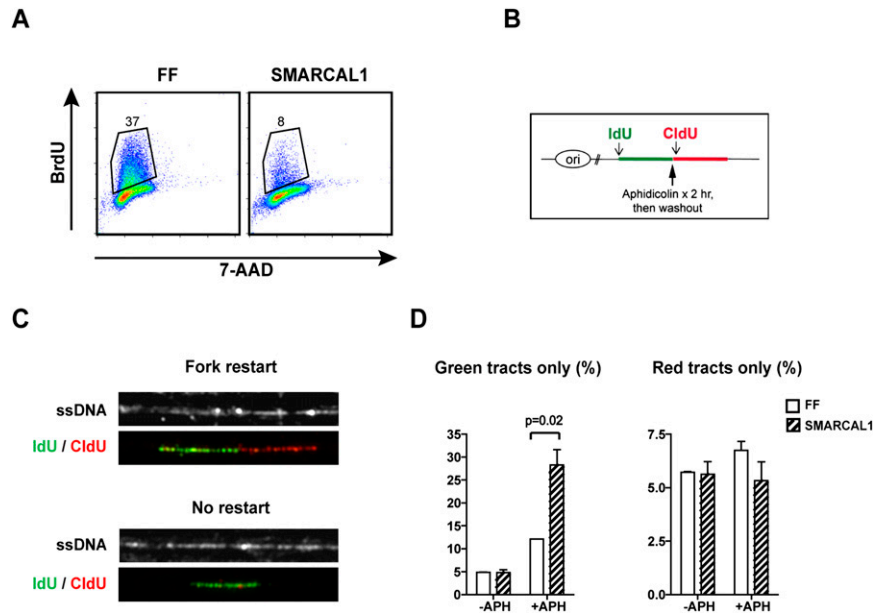 A
FF
SMARCAL1
37
8
BrdU
7-AAD
B
IdU
CldU
ori
Aphidicolin x 2 hr,
then washout
C
Fork restart
ssDNA
IdU / CldU
No restart
ssDNA
IdU / CldU
D
Green tracts only (%)
Red tracts only (%)
FF
SMARCAL1
p=0.02
35
30
25
20
15
10
5
0
-APH
+APH
7.5
5.0
2.5
0.0
-APH
+APH